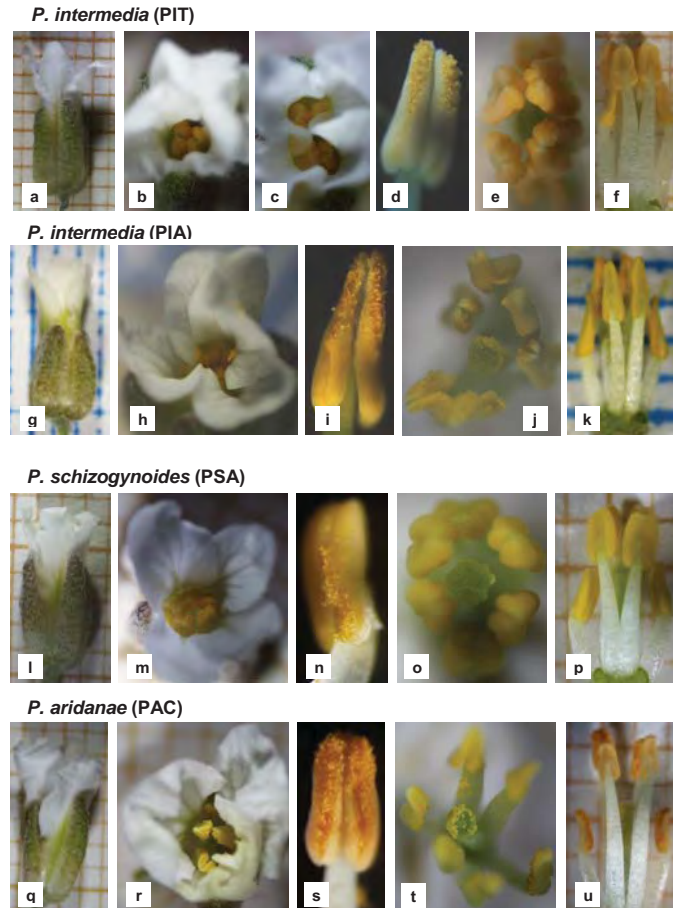 P. intermedia (PIT)
a b c d e f
P. intermedia (PIA)
g h i j k
P. schizogynoides (PSA)
l m n o p
P. aridanae (PAC)
q r s t u